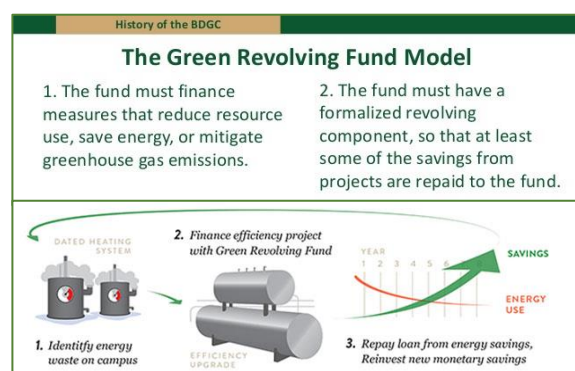 History of the BDGC
The Green Revolving Fund Model
1. The fund must finance
measures that reduce resource
use, save energy, or mitigate
greenhouse gas emissions.
2. The fund must have a
formalized revolving
component, so that at least
some of the savings from
projects are repaid to the fund.
DATED HEATING
SYSTEM
1. Identitfy energy
waste on campus
2. Finance efficiency project
with Green Revolving Fund
EFFICIENCY
UPGRADE
YEAR
1 2 3 4 5 6
SAVINGS
ENERGY
USE
3. Repay loan from energy savings,
Reinvest new monetary savings